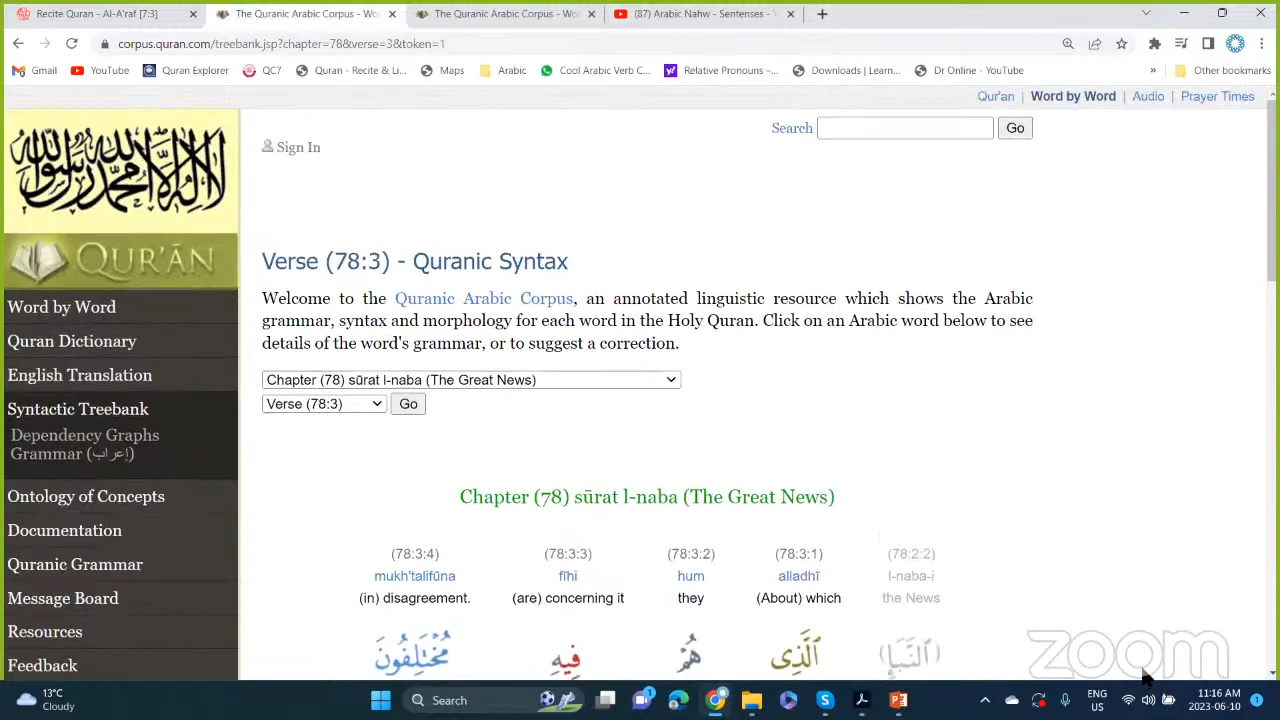 Recite Quran - Al-A'raf [7:3]
The Quranic Arabic Corpus - Wo
The Quranic Arabic Corpus - Wo
(87) Arabic Nahw - Sentences -
corpus.quran.com/treebank.jsp?chapter=78&verse=3&token=1
Gmail YouTube Quran Explorer QC7 Quran - Recite & Li... Maps Arabic Cool Arabic Verb C... Relative Pronouns –... Downloads | Learn... Dr Online - YouTube » Other bookmarks
Qur'an | Word by Word | Audio | Prayer Times
Search Go
Sign In
لا إله إلا الله محمد رسول الله
QUR'ĀN
Word by Word
Quran Dictionary
English Translation
Syntactic Treebank
Dependency Graphs
Grammar (إعراب)
Ontology of Concepts
Documentation
Quranic Grammar
Message Board
Resources
Feedback
Verse (78:3) - Quranic Syntax
Welcome to the Quranic Arabic Corpus, an annotated linguistic resource which shows the Arabic
grammar, syntax and morphology for each word in the Holy Quran. Click on an Arabic word below to see
details of the word's grammar, or to suggest a correction.
Chapter (78) sūrat l-naba (The Great News)
Verse (78:3) Go
Chapter (78) sūrat l-naba (The Great News)
(78:3:4) (78:3:3) (78:3:2) (78:3:1) (78:2:2)
mukh'talifūna fīhi hum alladhī l-naba-i
(in) disagreement. (are) concerning it they (About) which the News
(ٱلنَّبَإِ) ٱلَّذِى هُمْ فِيهِ مُخْتَلِفُونَ
zoom
13°C
Cloudy
Search
1
ENG
US
11:16 AM
2023-06-10
1